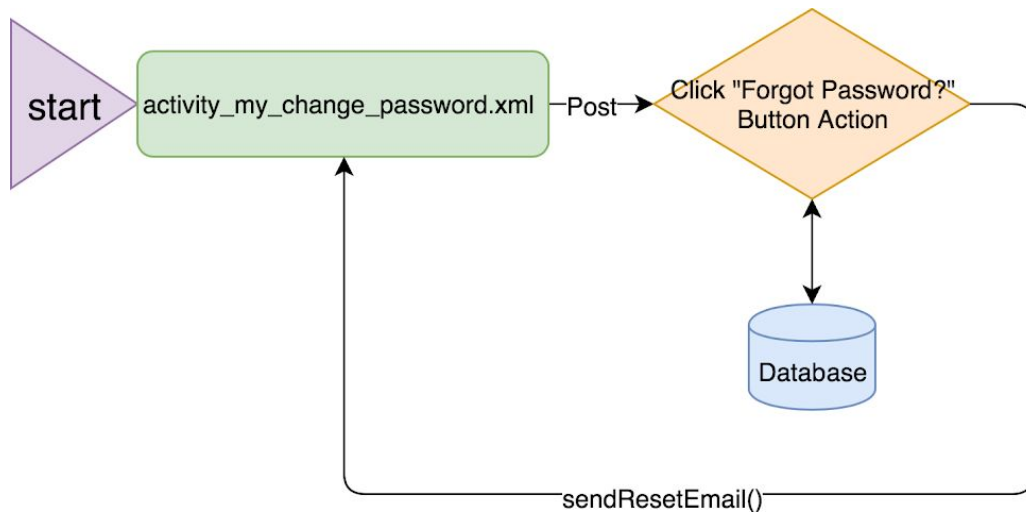 start
activity_my_change_password.xml
Post
Click "Forgot Password?"
Button Action
Database
sendResetEmail()